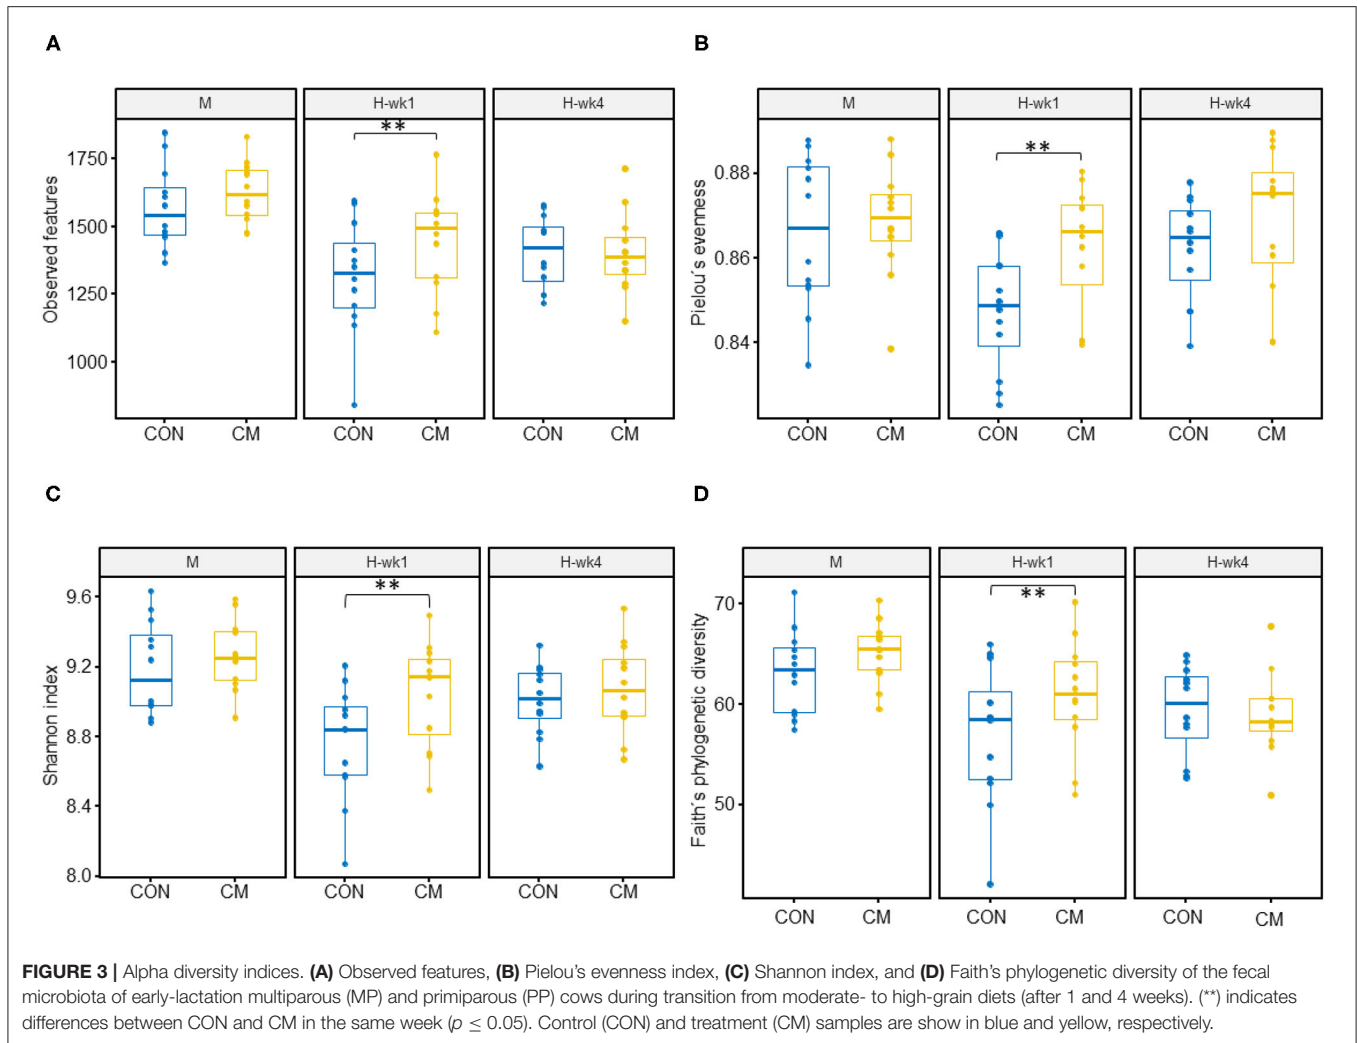 A
M
H-wk1
H-wk4
**
1750
1500
1250
1000
Observed features
CON
CM
CON
CM
CON
CM
B
M
H-wk1
H-wk4
**
0.88
0.86
0.84
Pielou´s evenness
CON
CM
CON
CM
CON
CM
C
M
H-wk1
H-wk4
**
9.6
9.2
8.8
8.4
8.0
Shannon index
CON
CM
CON
CM
CON
CM
D
M
H-wk1
H-wk4
**
70
60
50
Faith´s phylogenetic diversity
CON
CM
CON
CM
CON
CM
FIGURE 3 | Alpha diversity indices. (A) Observed features, (B) Pielou's evenness index, (C) Shannon index, and (D) Faith's phylogenetic diversity of the fecal
microbiota of early-lactation multiparous (MP) and primiparous (PP) cows during transition from moderate- to high-grain diets (after 1 and 4 weeks). (**) indicates
differences between CON and CM in the same week (p ≤ 0.05). Control (CON) and treatment (CM) samples are show in blue and yellow, respectively.